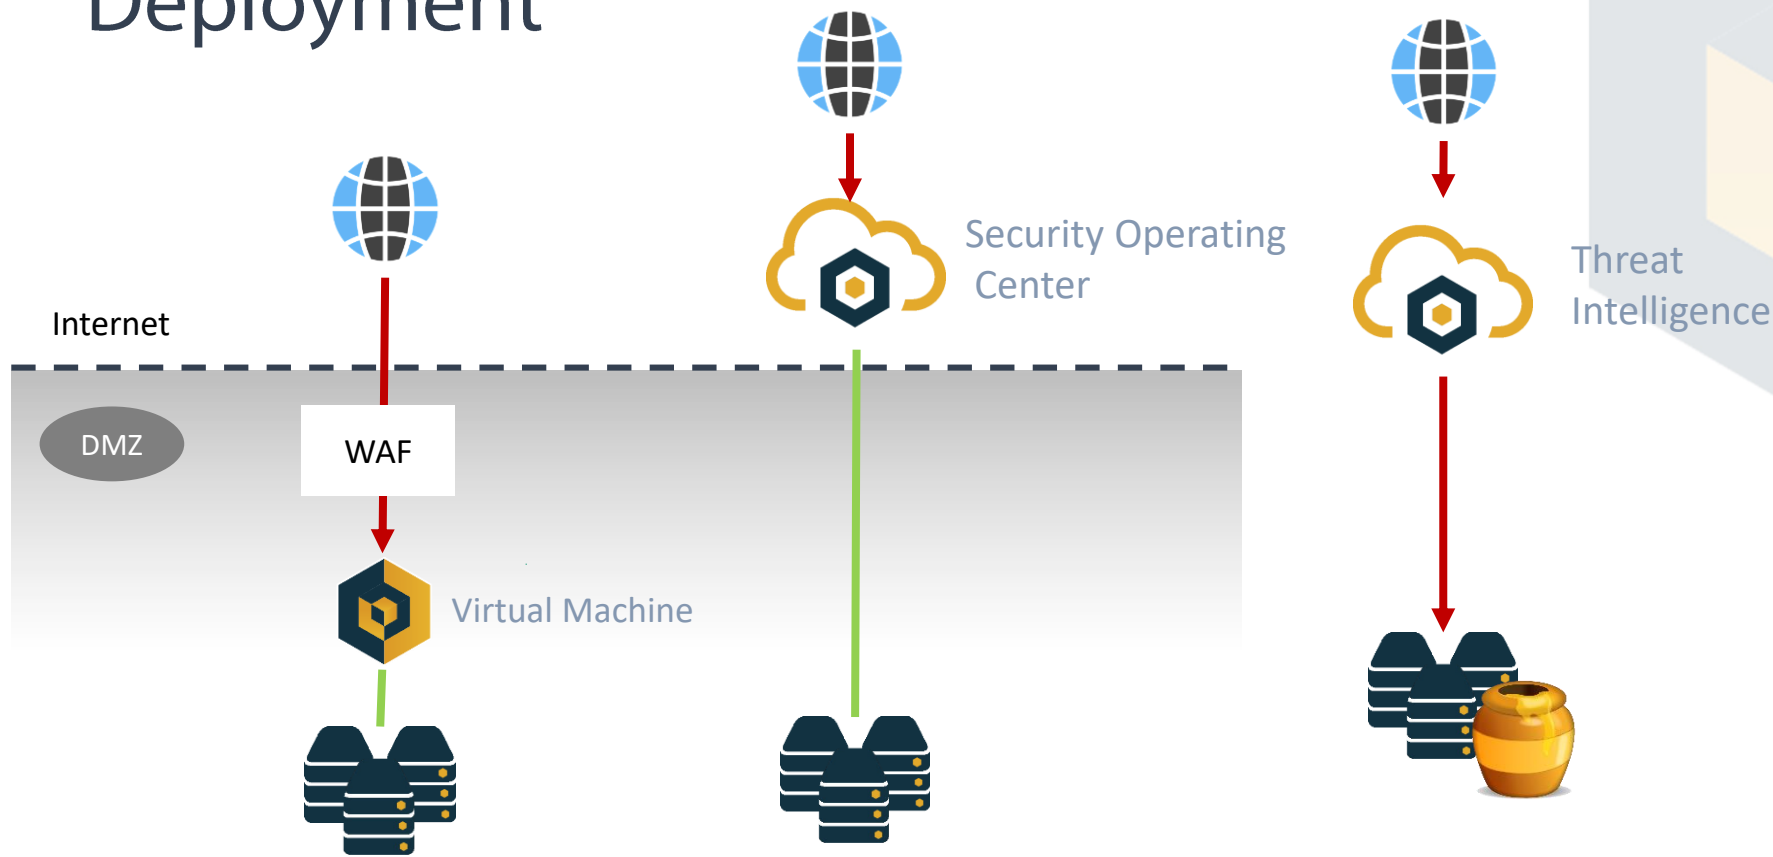 Deployment
Security Operating
Center
Threat
Intelligence
Internet
DMZ
WAF
Virtual Machine